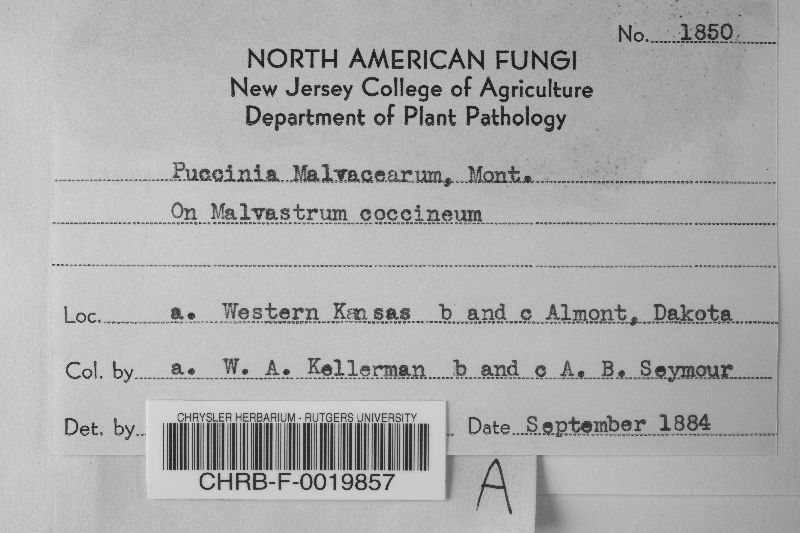 No. 1850
NORTH AMERICAN FUNGI
New Jersey College of Agriculture
Department of Plant Pathology
Puccinia Malvacearum, Mont.
On Malvastrum coccineum
Loc. a. Western Kansas b and c Almont, Dakota
Col. by a. W. A. Kellerman b and c A. B. Seymour
Det. by Date September 1884
CHRYSLER HERBARIUM - RUTGERS UNIVERSITY
CHRB-F-0019857
A